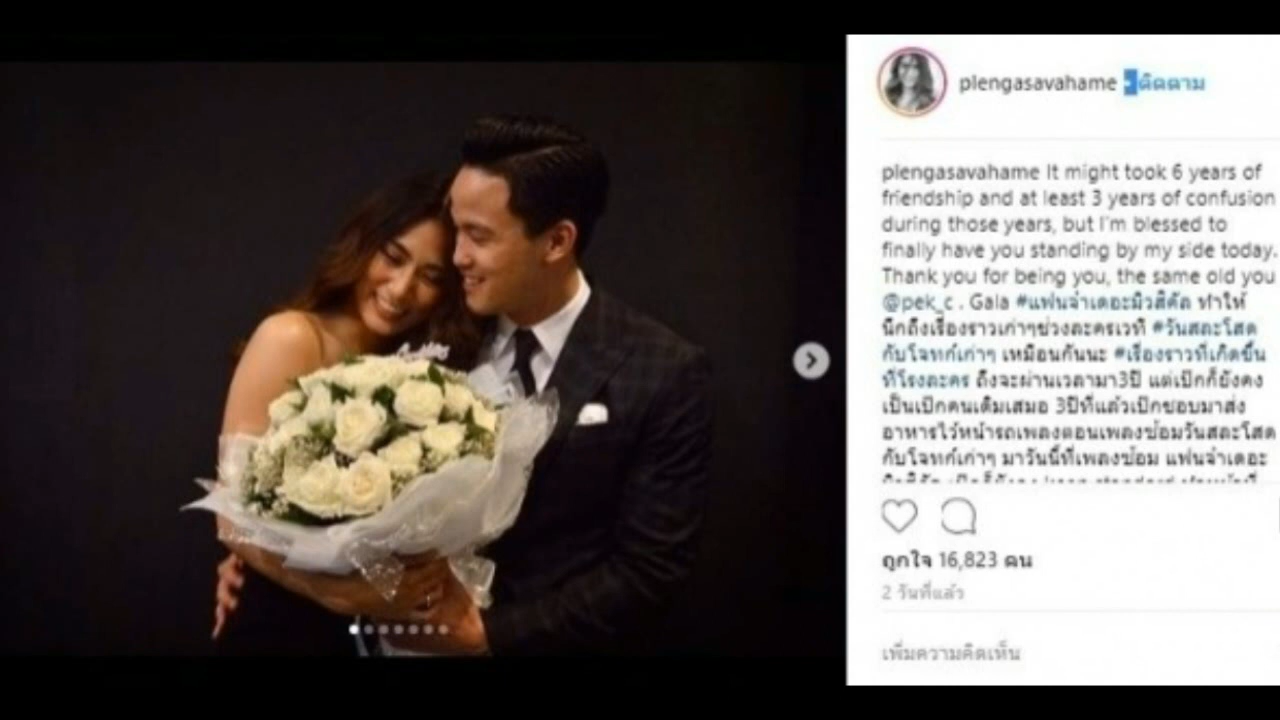 plengasavahame • ติดตาม
plengasavahame It might took 6 years of
friendship and at least 3 years of confusion
during those years, but I'm blessed to
finally have you standing by my side today.
Thank you for being you, the same old you
@pek_c . Gala #แฟนจ๋าเดอะมิวสิคัล ทำให้
นึกถึงเรื่องราวเก่าๆช่วงละครเวที #วันสละโสด
กับโจทก์เก่าๆ เหมือนกันนะ #เรื่องราวที่เกิดขึ้น
ที่โรงละคร ถึงจะผ่านเวลามา3ปี แต่เป๊กก็ยังคง
เป็นเป๊กคนเดิมเสมอ 3ปีที่แล้วเป๊กชอบมาส่ง
อาหารไว้หน้ารถเพลงตอนเพลงซ้อมวันสละโสด
กับโจทก์เก่าๆ มาวันนี้ที่เพลงซ้อม แฟนจ๋าเดอะ
ถูกใจ 16,823 คน
2 วันที่แล้ว
เพิ่มความคิดเห็น